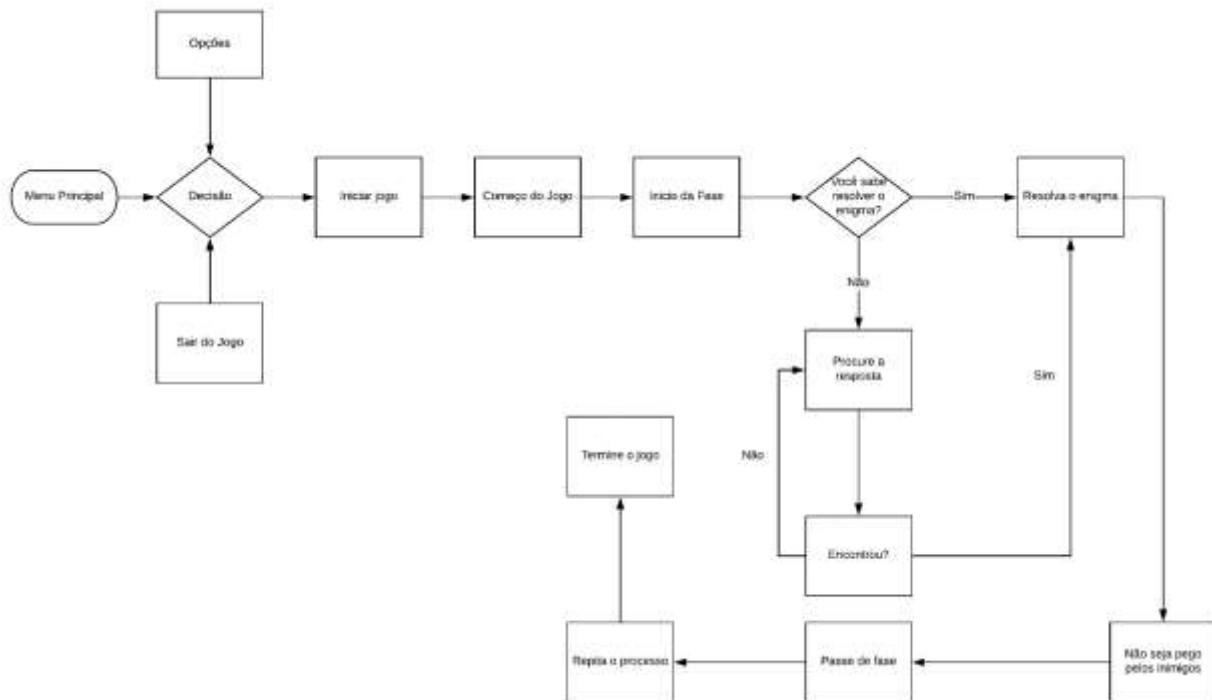 Opções
Menu Principal
Decisão
Iniciar jogo
Começo do Jogo
Inicio da Fase
Você sabe
resolver o
enigma?
Sim
Resolva o enigma
Não
Sair do Jogo
Procure a
resposta
Sim
Termine o jogo
Não
Encontrou?
Repita o processo
Passe de fase
Não seja pego
pelos inimigos